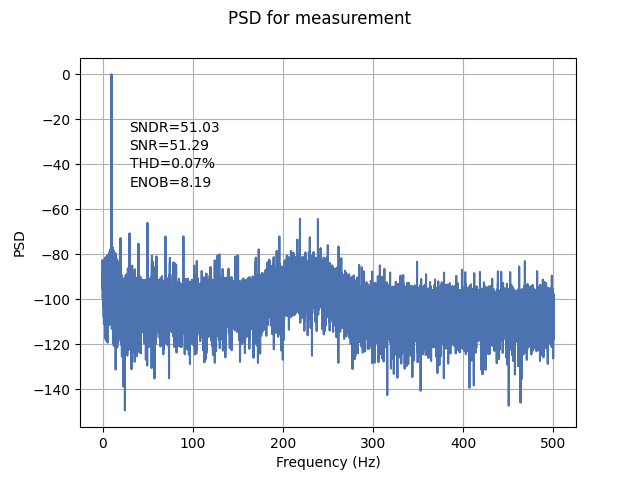 PSD for measurement
0
−20
−40
−60
−80
−100
−120
−140
PSD
SNDR=51.03
SNR=51.29
THD=0.07%
ENOB=8.19
0 100 200 300 400 500
Frequency (Hz)